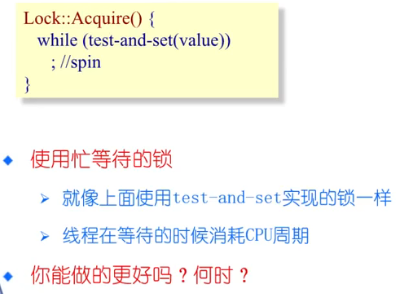 Lock::Acquire() {
while (test-and-set(value))
; //spin
}
使用忙等待的锁
就像上面使用test-and-set实现的锁一样
线程在等待的时候消耗CPU周期
你能做的更好吗？何时？